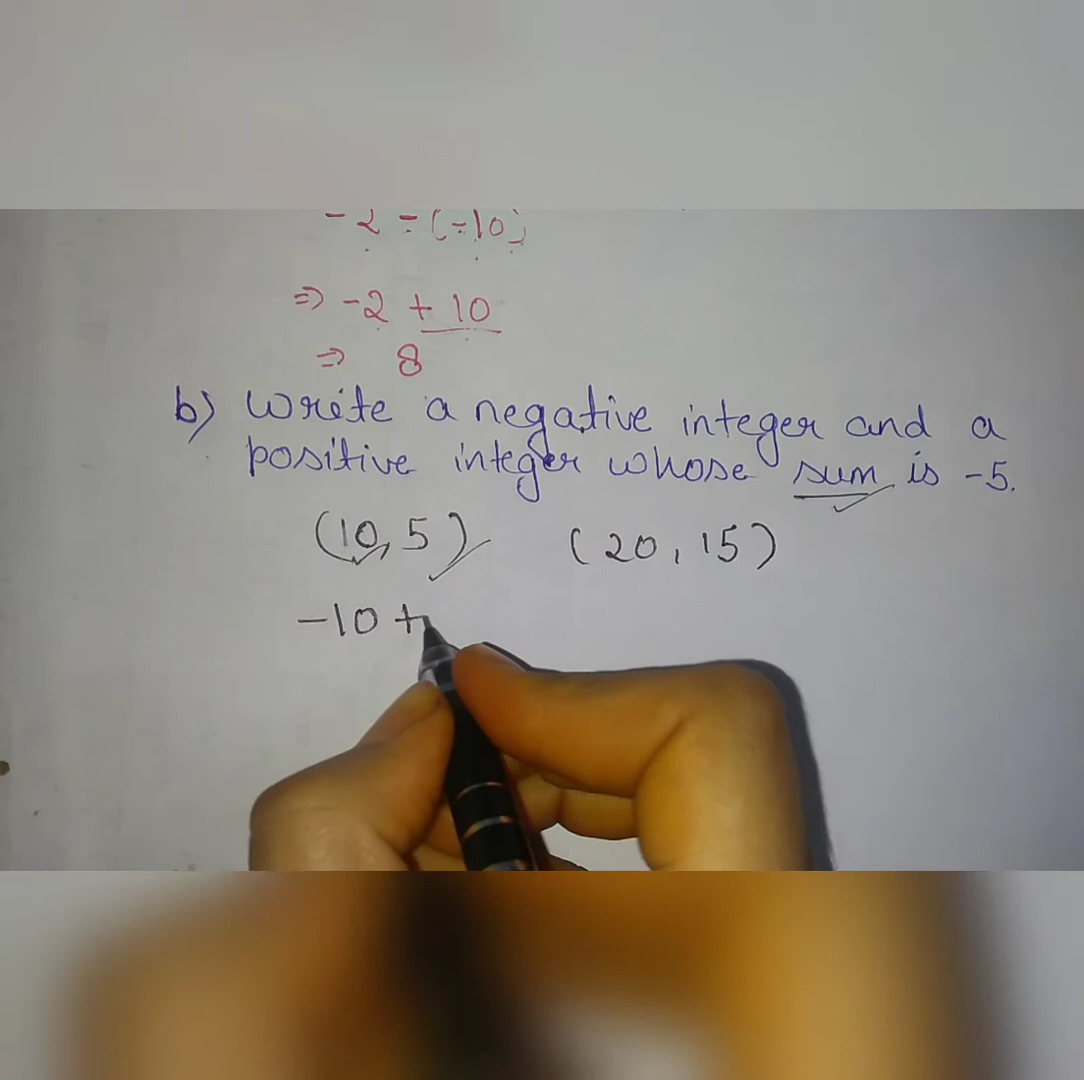 -2 - (-10)
⇒ -2 + 10
⇒ 8
b) Write a negative integer and a
positive integer whose sum is -5.
(10, 5) (20, 15)
-10 +